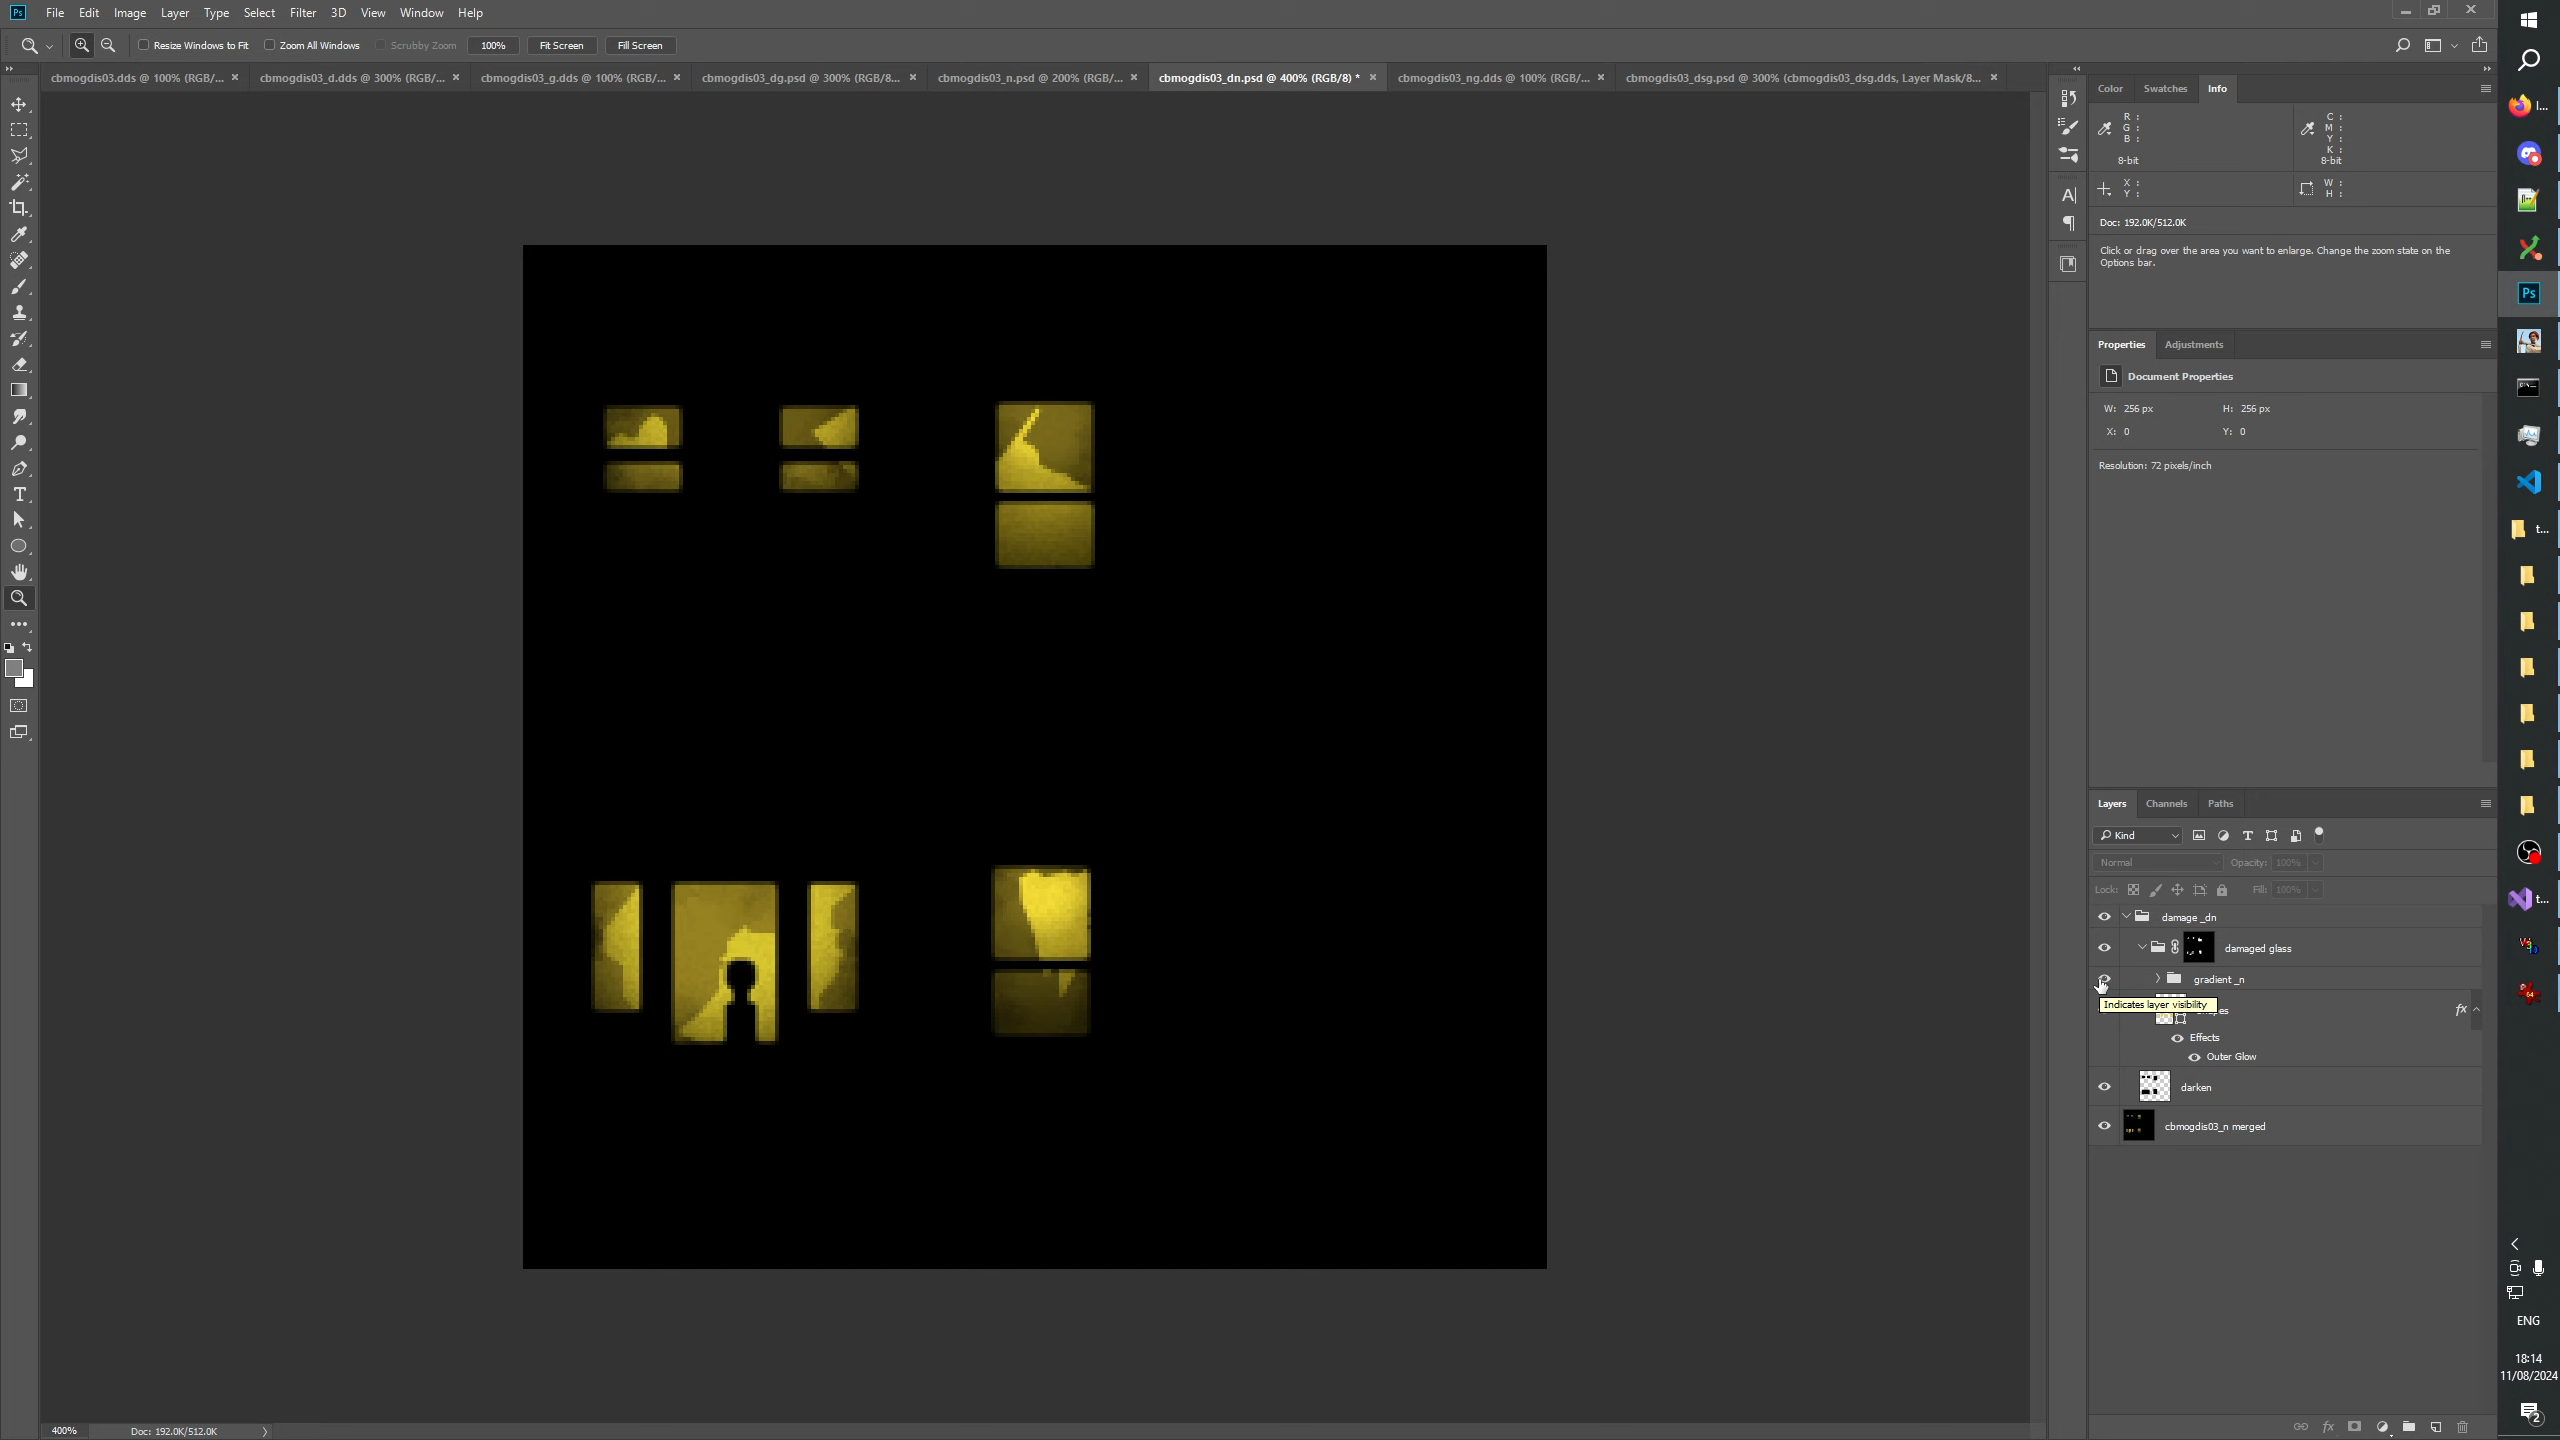 Ps File Edit Image Layer Type Select Filter 3D View Window Help
Resize Windows to Fit Zoom All Windows Scrubby Zoom 100% Fit Screen Fill Screen
cbmogdis03.dds @ 100% (RGB/... × cbmogdis03_d.dds @ 300% (RGB/... × cbmogdis03_g.dds @ 100% (RGB/... × cbmogdis03_dg.psd @ 300% (RGB/8... × cbmogdis03_n.psd @ 200% (RGB/... × cbmogdis03_dn.psd @ 400% (RGB/8) * × cbmogdis03_ng.dds @ 100% (RGB/... × cbmogdis03_dsg.psd @ 300% (cbmogdis03_dsg.dds, Layer Mask/8... ×
Color Swatches Info
R : C :
G : M :
B : Y :
K :
8-bit 8-bit
X : W :
Y : H :
Doc: 192.0K/512.0K
Click or drag over the area you want to enlarge. Change the zoom state on the
Options bar.
Properties Adjustments
Document Properties
W: 256 px H: 256 px
X: 0 Y: 0
Resolution: 72 pixels/inch
Layers Channels Paths
Kind
Normal Opacity: 100%
Lock: Fill: 100%
damage _dn
damaged glass
gradient _n
Indicates layer visibility
fx
Effects
Outer Glow
darken
cbmogdis03_n merged
400% Doc: 192.0K/512.0K
I...
Ps
t...
t...
ENG
18:14
11/08/2024
2